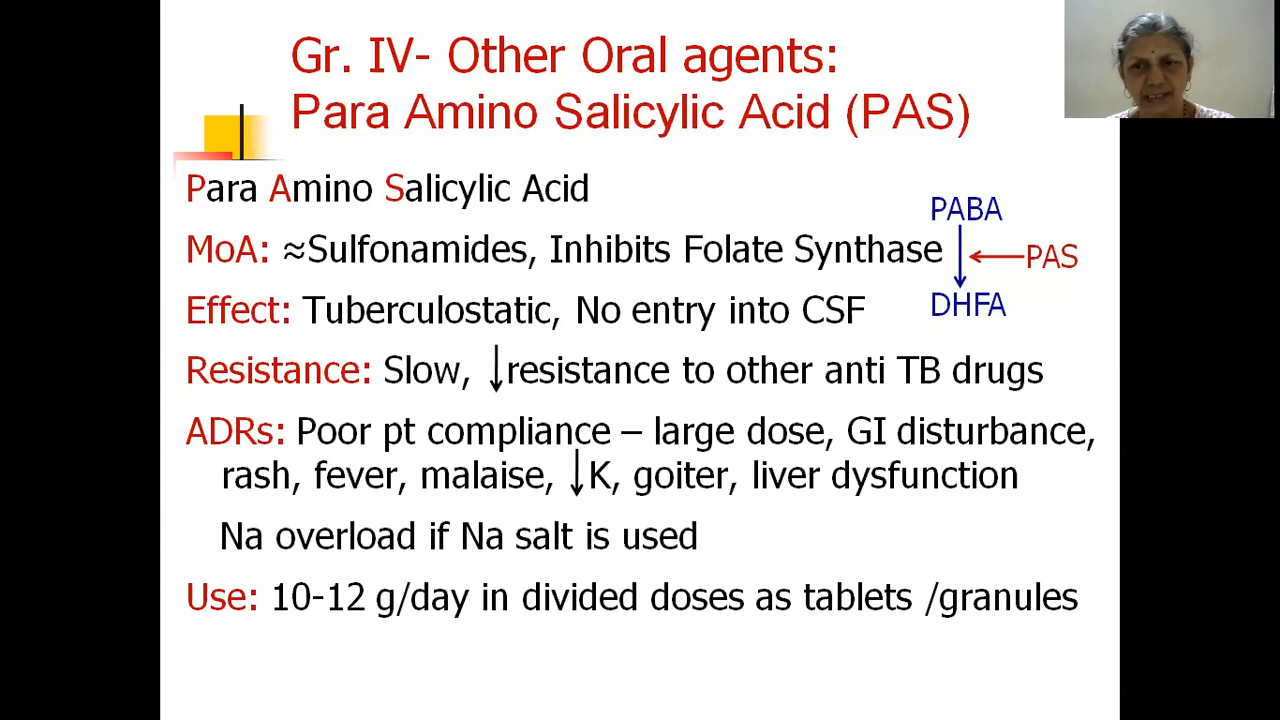 Gr. IV- Other Oral agents:
Para Amino Salicylic Acid (PAS)
Para Amino Salicylic Acid
PABA
MoA: ≈Sulfonamides, Inhibits Folate Synthase
PAS
Effect: Tuberculostatic, No entry into CSF
DHFA
Resistance: Slow, ↓resistance to other anti TB drugs
ADRs: Poor pt compliance – large dose, GI disturbance,
rash, fever, malaise, ↓K, goiter, liver dysfunction
Na overload if Na salt is used
Use: 10-12 g/day in divided doses as tablets /granules